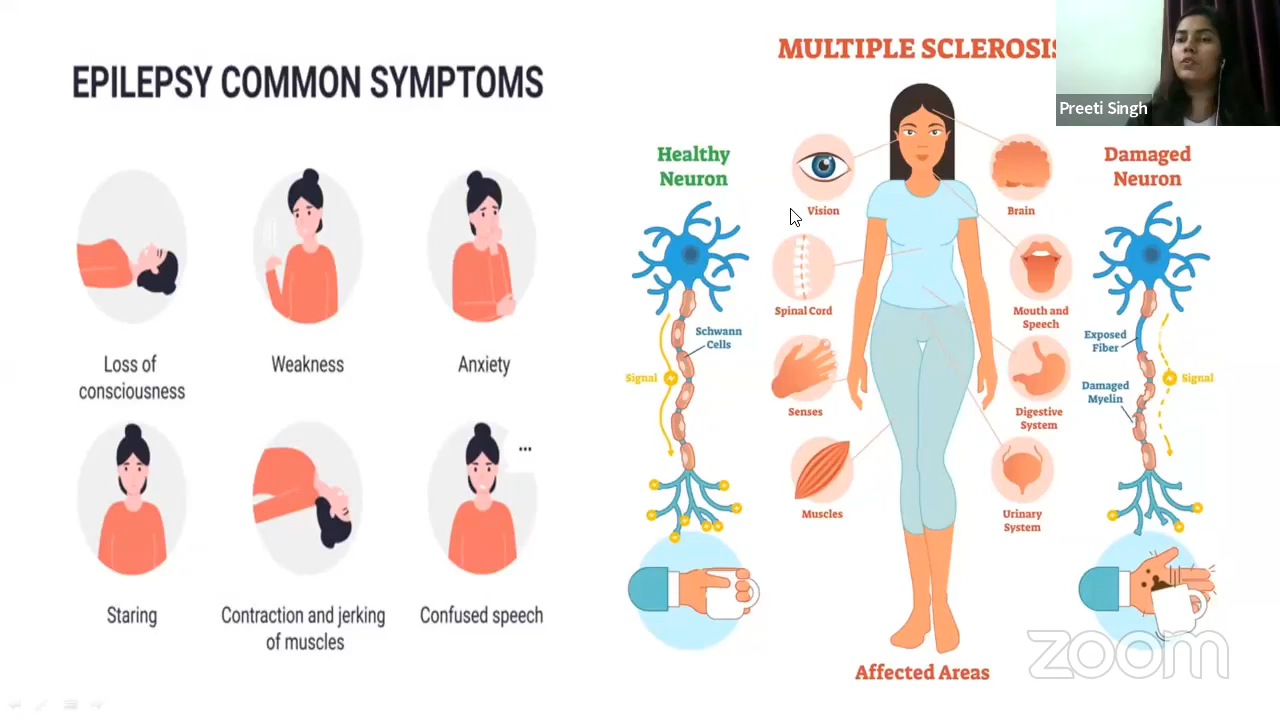 EPILEPSY COMMON SYMPTOMS
Loss of
consciousness
Weakness
Anxiety
Staring
Contraction and jerking
of muscles
...
Confused speech
MULTIPLE SCLEROSIS
Healthy
Neuron
Schwann
Cells
Signal
Vision
Spinal Cord
Senses
Muscles
Brain
Mouth and
Speech
Digestive
System
Urinary
System
Affected Areas
Damaged
Neuron
Exposed
Fiber
Damaged
Myelin
Signal
Preeti Singh
zoom